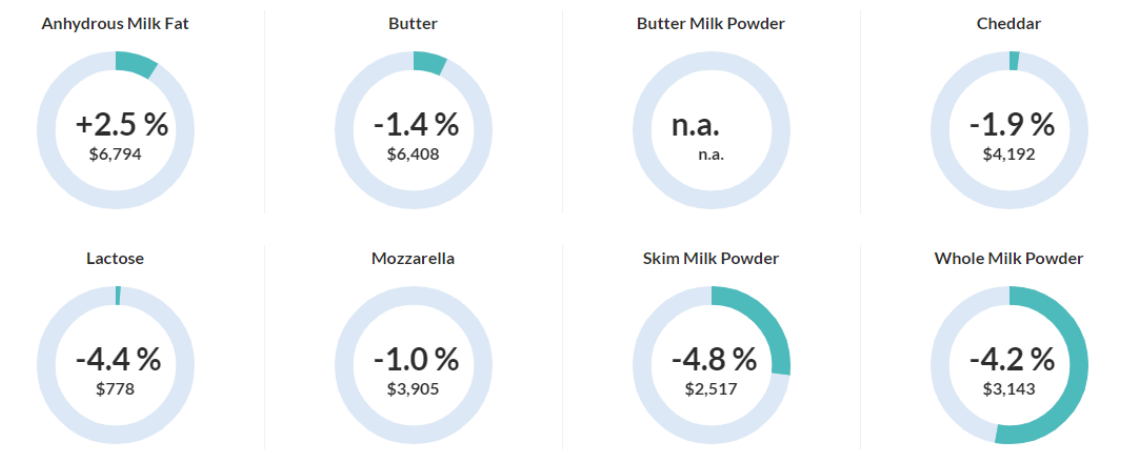 Anhydrous Milk Fat
+2.5 %
$6,794
Butter
-1.4 %
$6,408
Butter Milk Powder
n.a.
n.a.
Cheddar
-1.9 %
$4,192
Lactose
-4.4 %
$778
Mozzarella
-1.0 %
$3,905
Skim Milk Powder
-4.8 %
$2,517
Whole Milk Powder
-4.2 %
$3,143